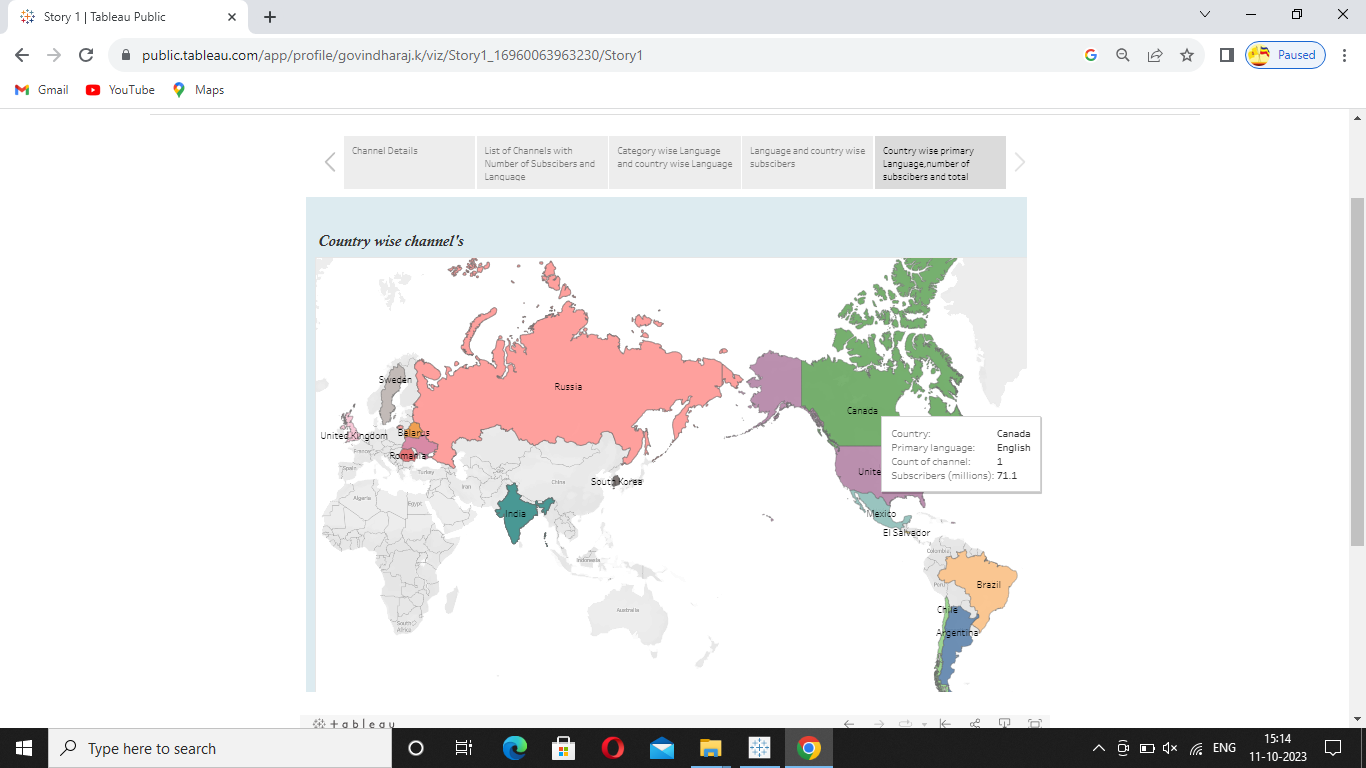 Story 1 | Tableau Public
public.tableau.com/app/profile/govindharaj.k/viz/Story1_16960063963230/Story1
Paused
Gmail
YouTube
Maps
Channel Details
List of Channels with
Number of Subscibers and
Language
Category wise Language
and country wise Language
Language and country wise
subscibers
Country wise primary
Language,number of
subscibers and total
Country wise channel's
Sweden
Russia
Canada
United Kingdom
Belarus
France
Romania
Spain
Turkey
Iran
China
South Korea
Algeria
Egypt
India
Unite
Country: Canada
Primary language: English
Count of channel: 1
Subscribers (millions): 71.1
Mexico
El Salvador
Colombia
Indonesia
Peru
Brazil
Australia
Chile
South
Africa
Argentina
+ a b l e a u
Type here to search
ENG
15:14
11-10-2023